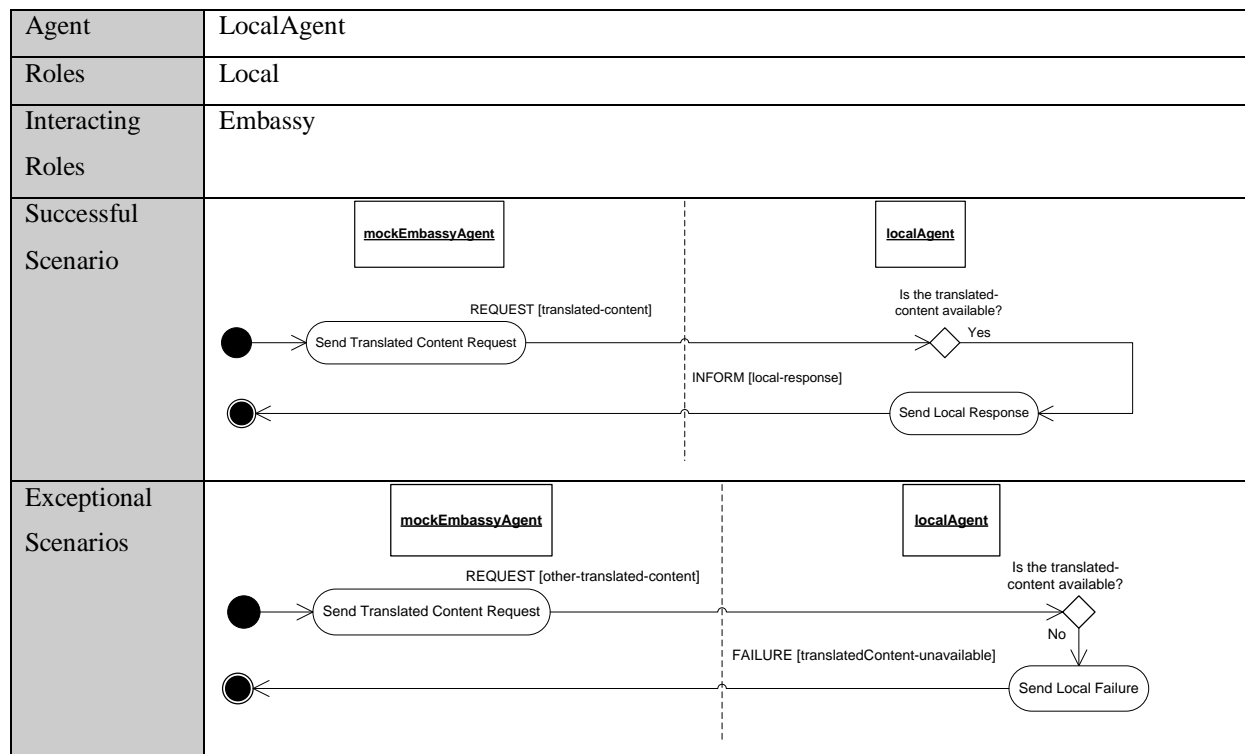 Agent
LocalAgent
Roles
Local
Interacting
Roles
Embassy
Successful
Scenario
mockEmbassyAgent
localAgent
Is the translated-
content available?
REQUEST [translated-content]
Yes
Send Translated Content Request
INFORM [local-response]
Send Local Response
Exceptional
Scenarios
mockEmbassyAgent
localAgent
Is the translated-
content available?
REQUEST [other-translated-content]
Send Translated Content Request
No
FAILURE [translatedContent-unavailable]
Send Local Failure